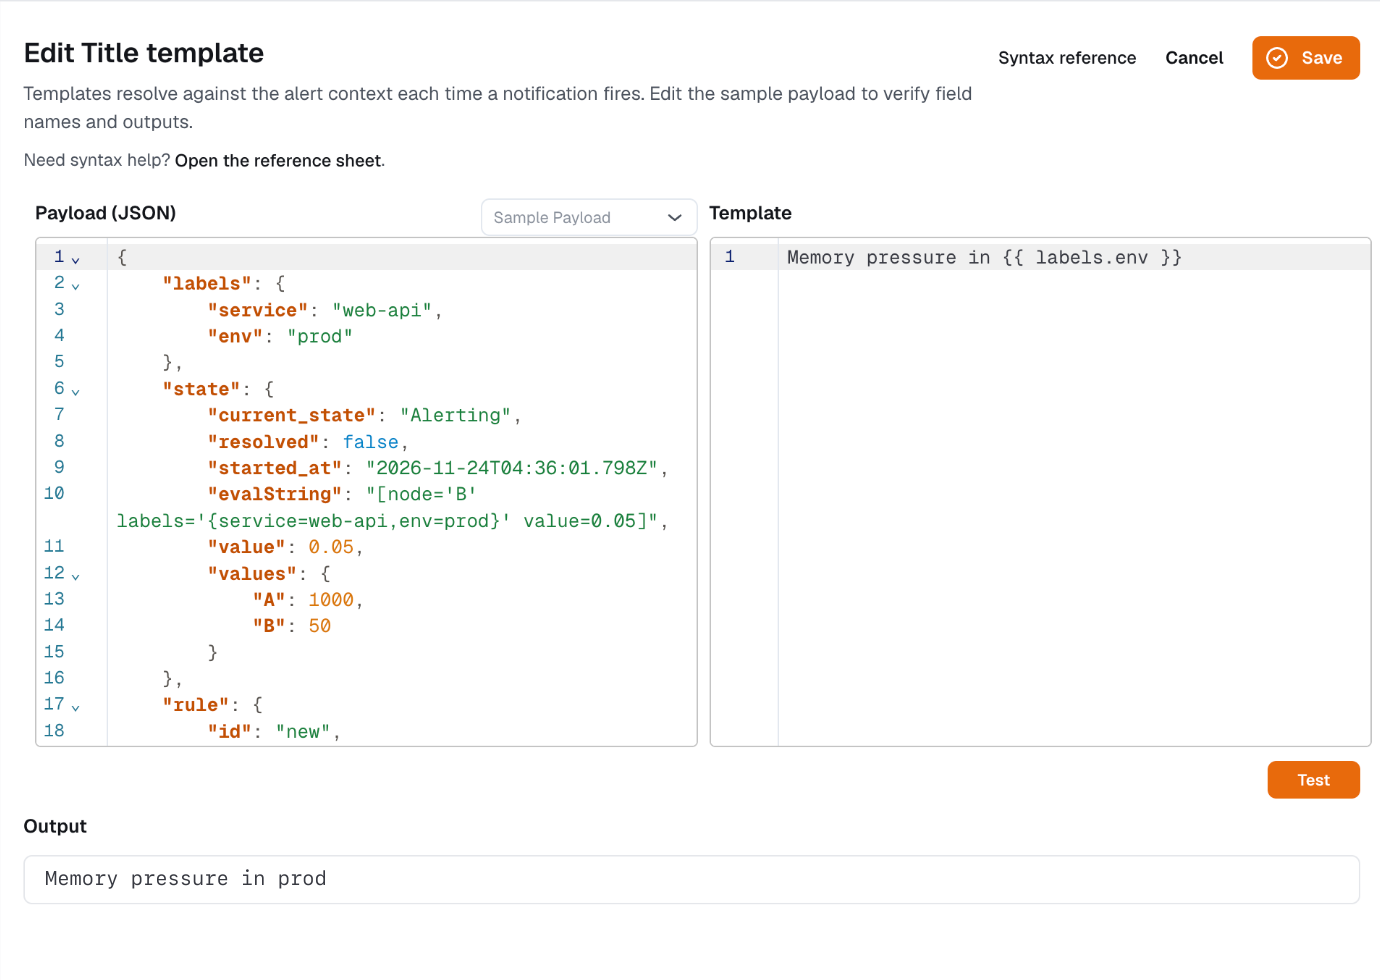 Edit Title template
Syntax reference
Cancel
Save
Templates resolve against the alert context each time a notification fires. Edit the sample payload to verify field
names and outputs.
Need syntax help? Open the reference sheet.
Payload (JSON)
Sample Payload
1 {
2 "labels": {
3 "service": "web-api",
4 "env": "prod"
5 },
6 "state": {
7 "current_state": "Alerting",
8 "resolved": false,
9 "started_at": "2026-11-24T04:36:01.798Z",
10 "evalString": "[node='B'
labels='{service=web-api,env=prod}' value=0.05]",
11 "value": 0.05,
12 "values": {
13 "A": 1000,
14 "B": 50
15 }
16 },
17 "rule": {
18 "id": "new",
Template
1 Memory pressure in {{ labels.env }}
Test
Output
Memory pressure in prod